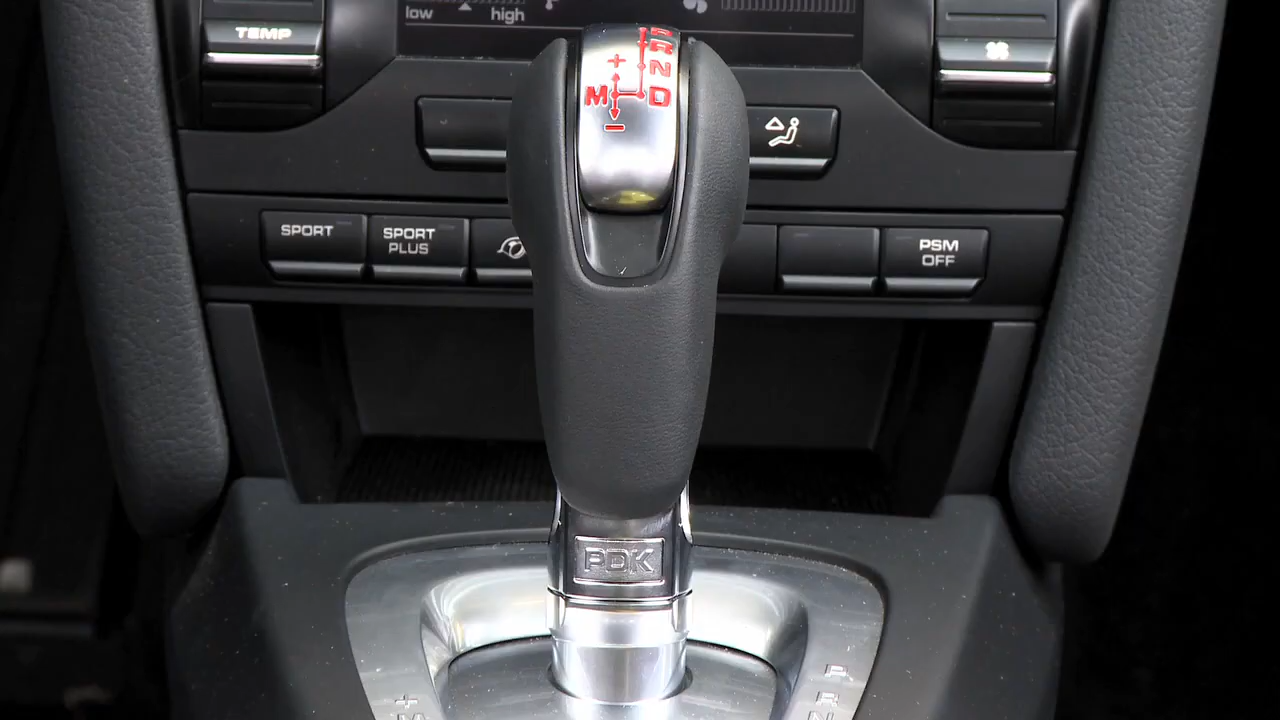 low high
TEMP
+ R
N
M D
−
SPORT
SPORT
PLUS
PSM
OFF
PDK
P
+ R
M N